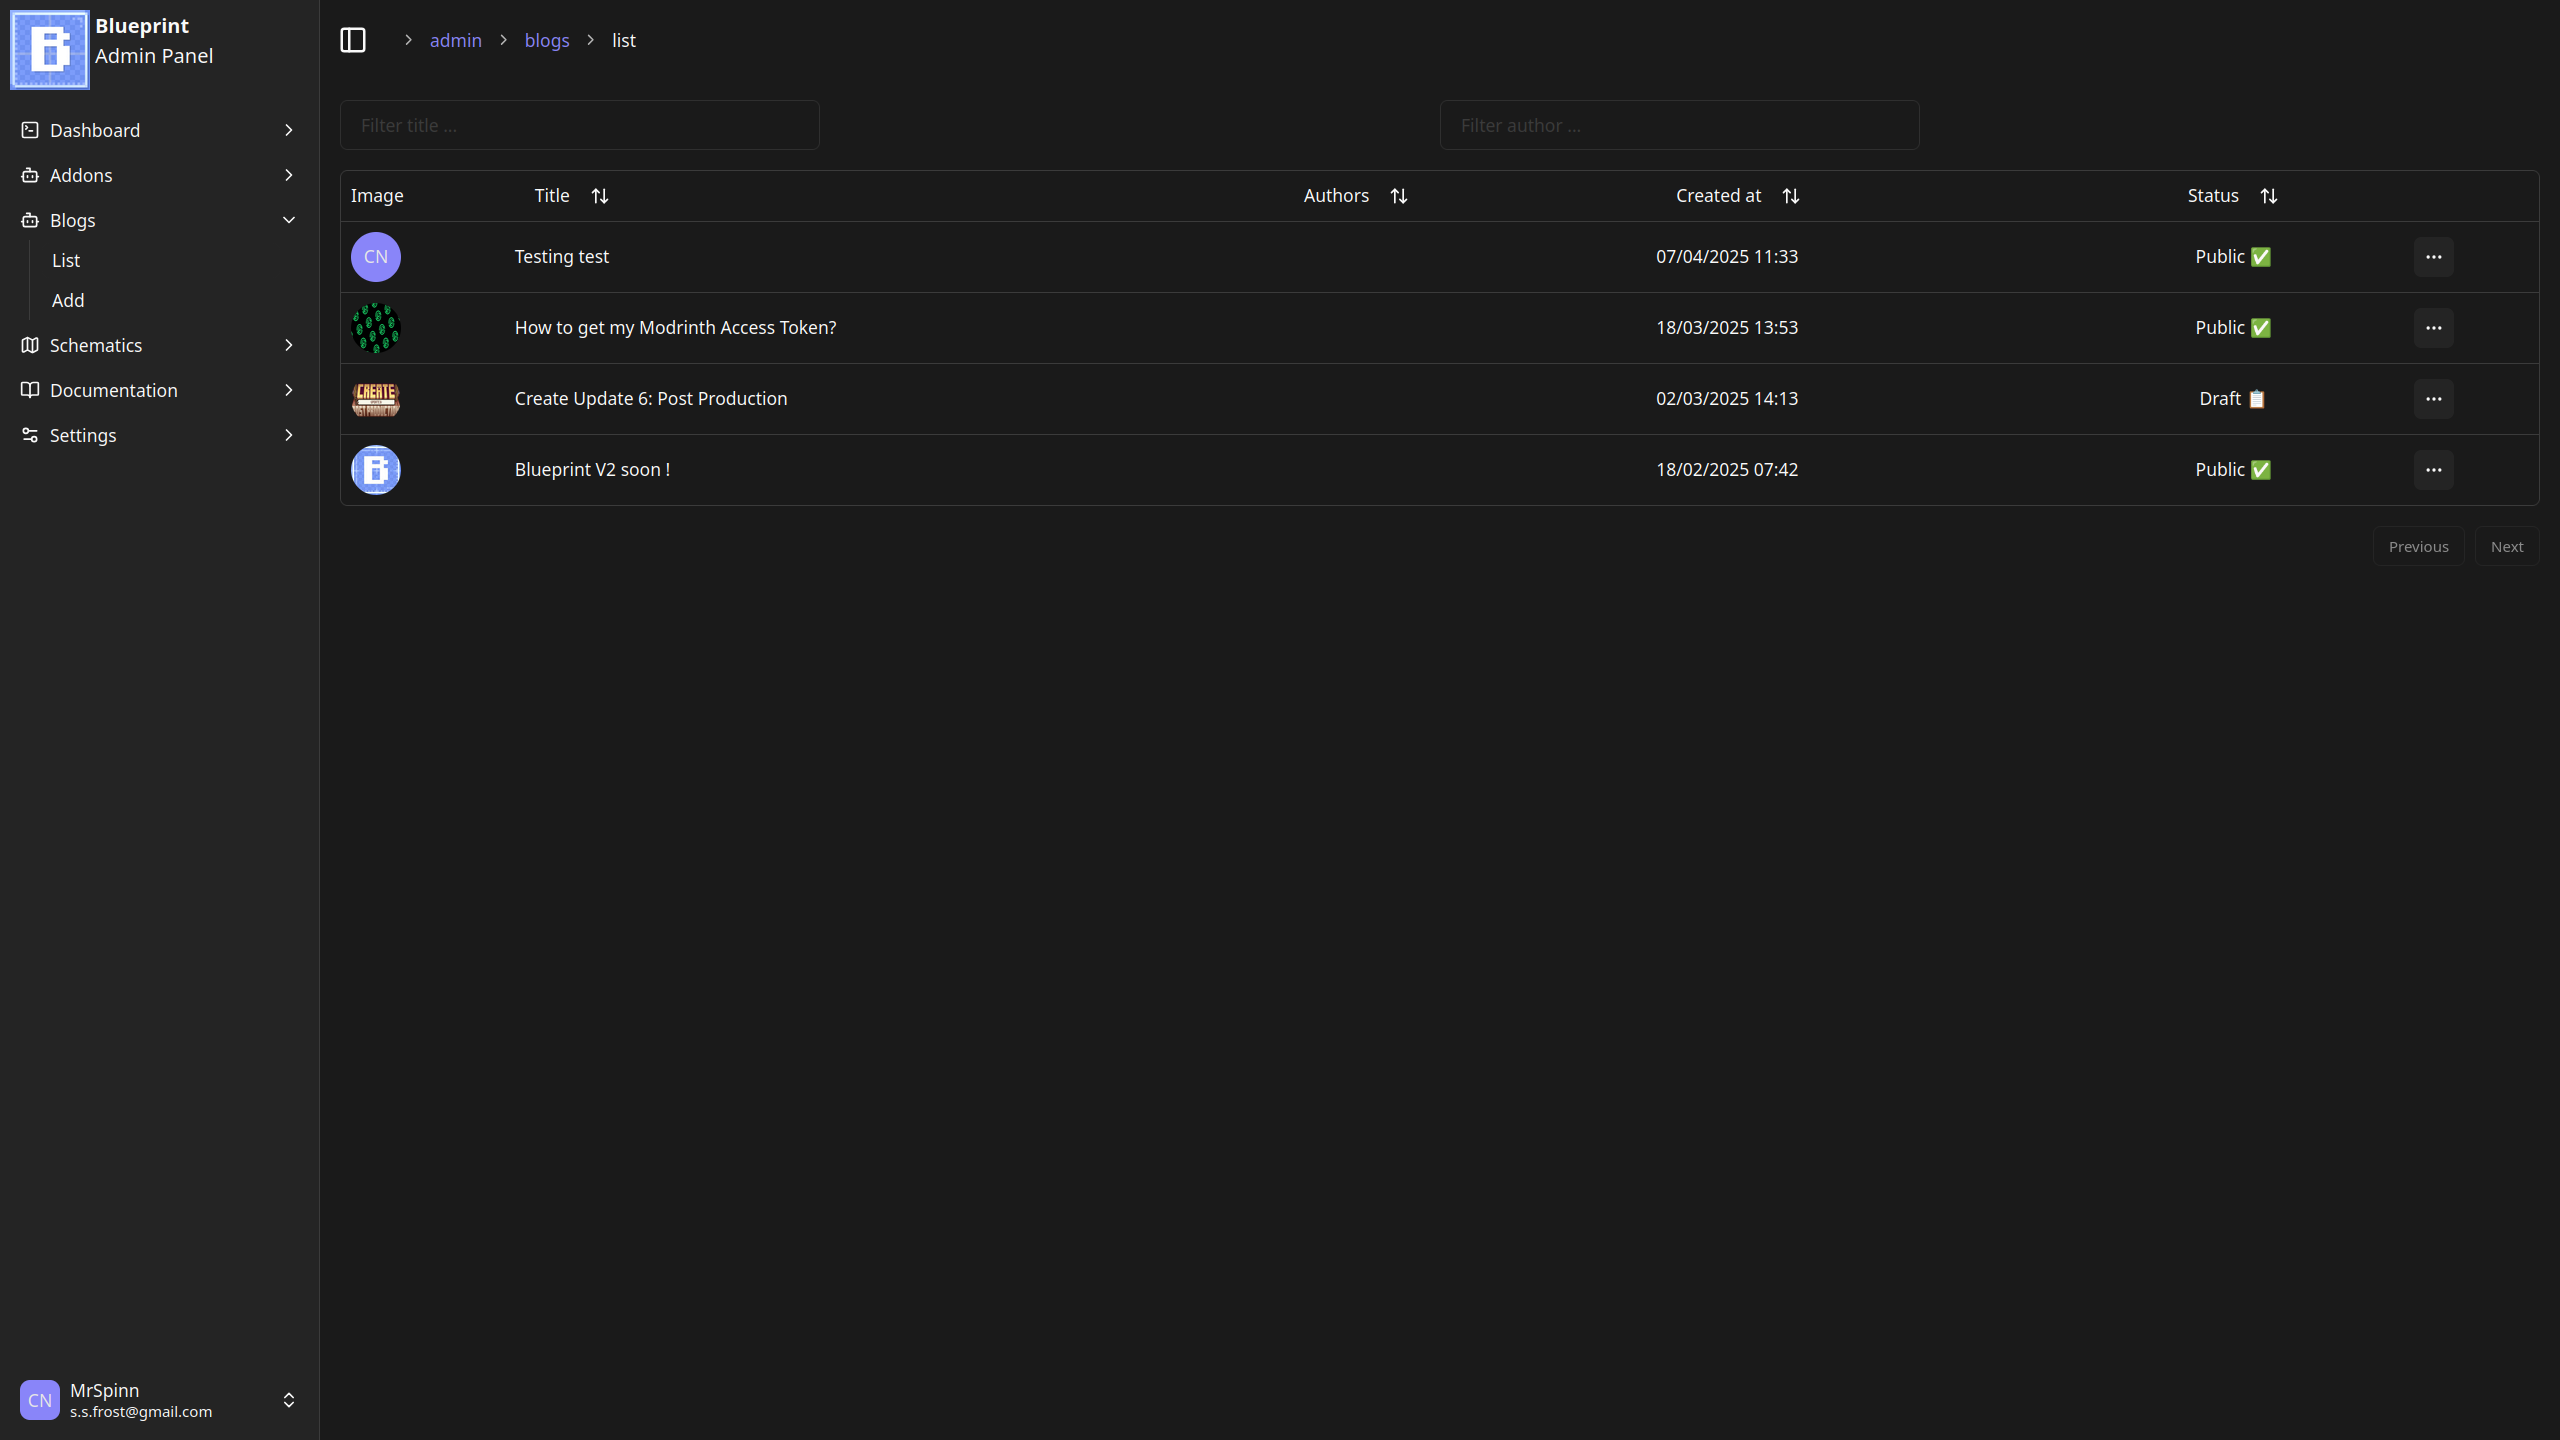 Blueprint
Admin Panel
Dashboard
Addons
Blogs
List
Add
Schematics
Documentation
Settings
MrSpinn
CN
s.s.frost@gmail.com
admin
blogs
list
Filter title ...
Filter author ...
Image Title Authors Created at Status
CN Testing test 07/04/2025 11:33 Public ✅
How to get my Modrinth Access Token? 18/03/2025 13:53 Public ✅
CREATE
Create Update 6: Post Production 02/03/2025 14:13 Draft 📋
Blueprint V2 soon ! 18/02/2025 07:42 Public ✅
Previous Next